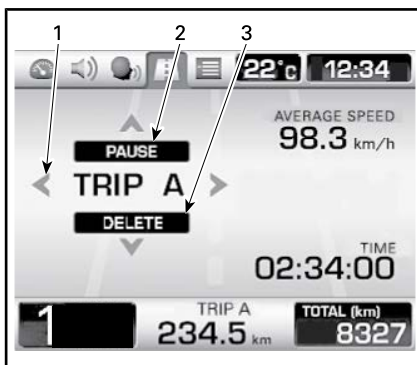 1 2 3
22°c 12:34
AVERAGE SPEED
98.3 km/h
PAUSE
TRIP A
DELETE
TIME
02:34:00
1
TRIP A
234.5 km
TOTAL (km)
8327